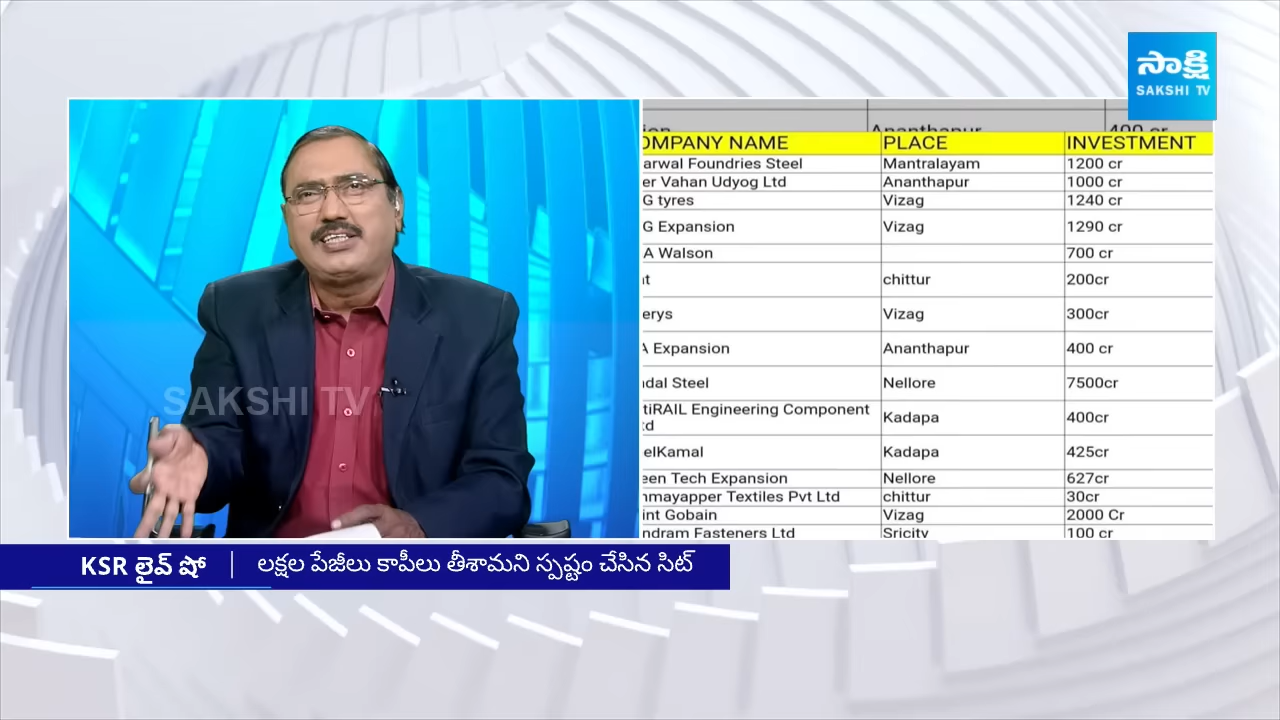 సాక్షి
SAKSHI TV
Ananthapur 400 cr
OMPANY NAME PLACE INVESTMENT
arwal Foundries Steel Mantralayam 1200 cr
er Vahan Udyog Ltd Ananthapur 1000 cr
G tyres Vizag 1240 cr
G Expansion Vizag 1290 cr
A Walson 700 cr
t chittur 200cr
erys Vizag 300cr
A Expansion Ananthapur 400 cr
dal Steel Nellore 7500cr
tiRAIL Engineering Component
td Kadapa 400cr
elKamal Kadapa 425cr
een Tech Expansion Nellore 627cr
nmayapper Textiles Pvt Ltd chittur 30cr
int Gobain Vizag 2000 Cr
ndram Fasteners Ltd Sricity 100 cr
SAKSHI TV
KSR లైవ్ షో | లక్షల పేజీలు కాపీలు తీశామని స్పష్టం చేసిన సిట్